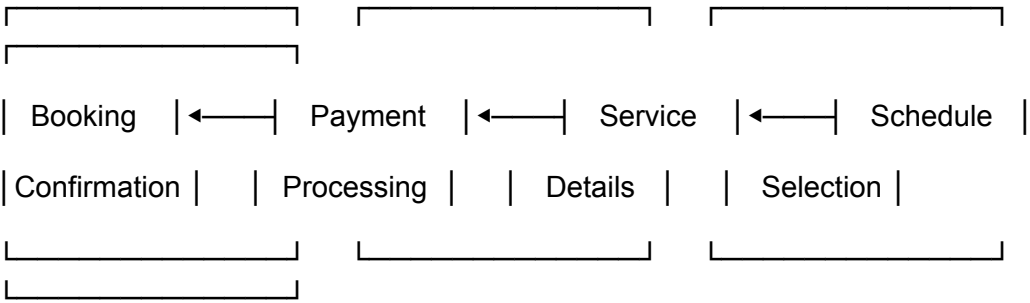 Booking Payment Service Schedule
Confirmation Processing Details Selection